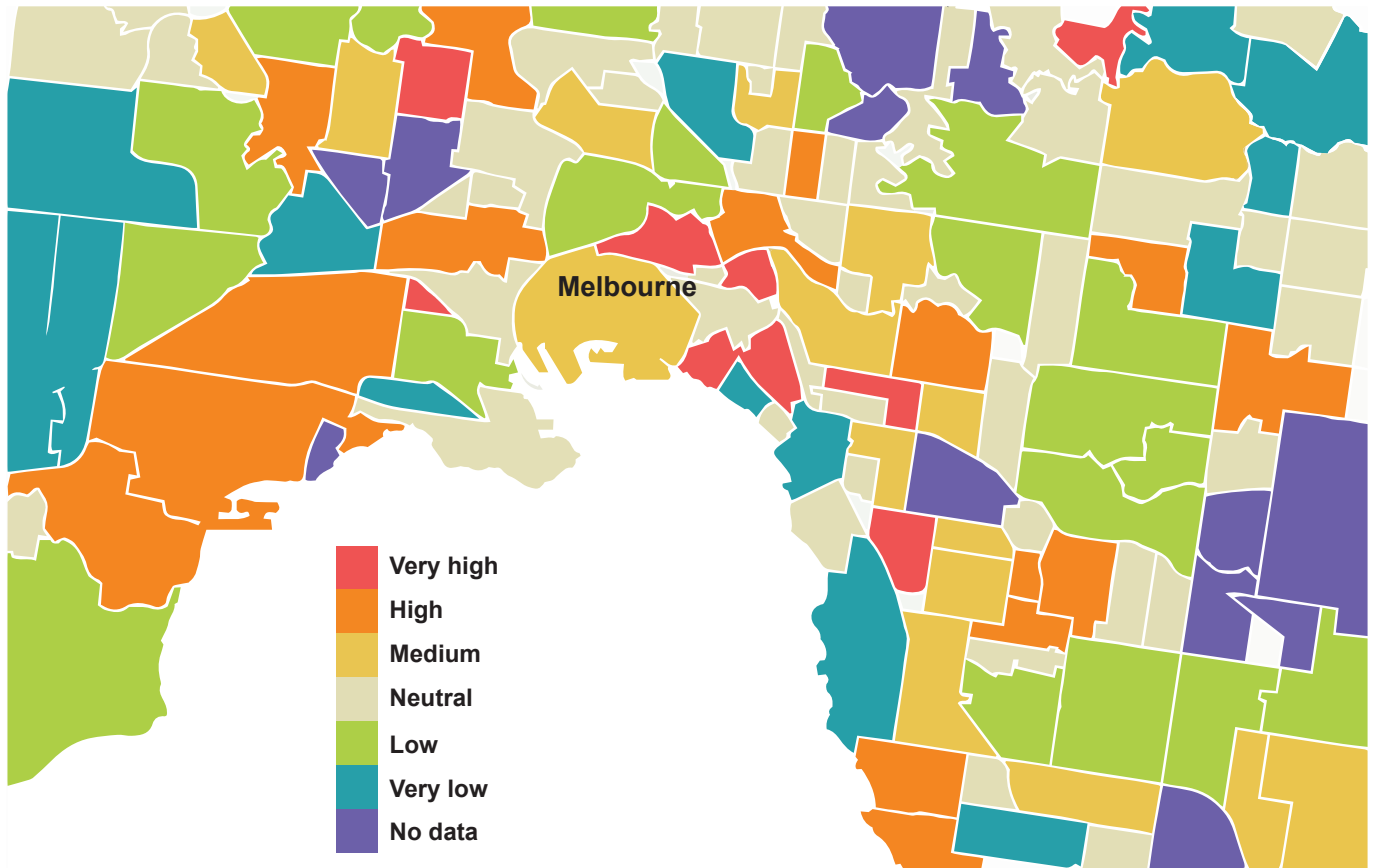 Melbourne
Very high
High
Medium
Neutral
Low
Very low
No data